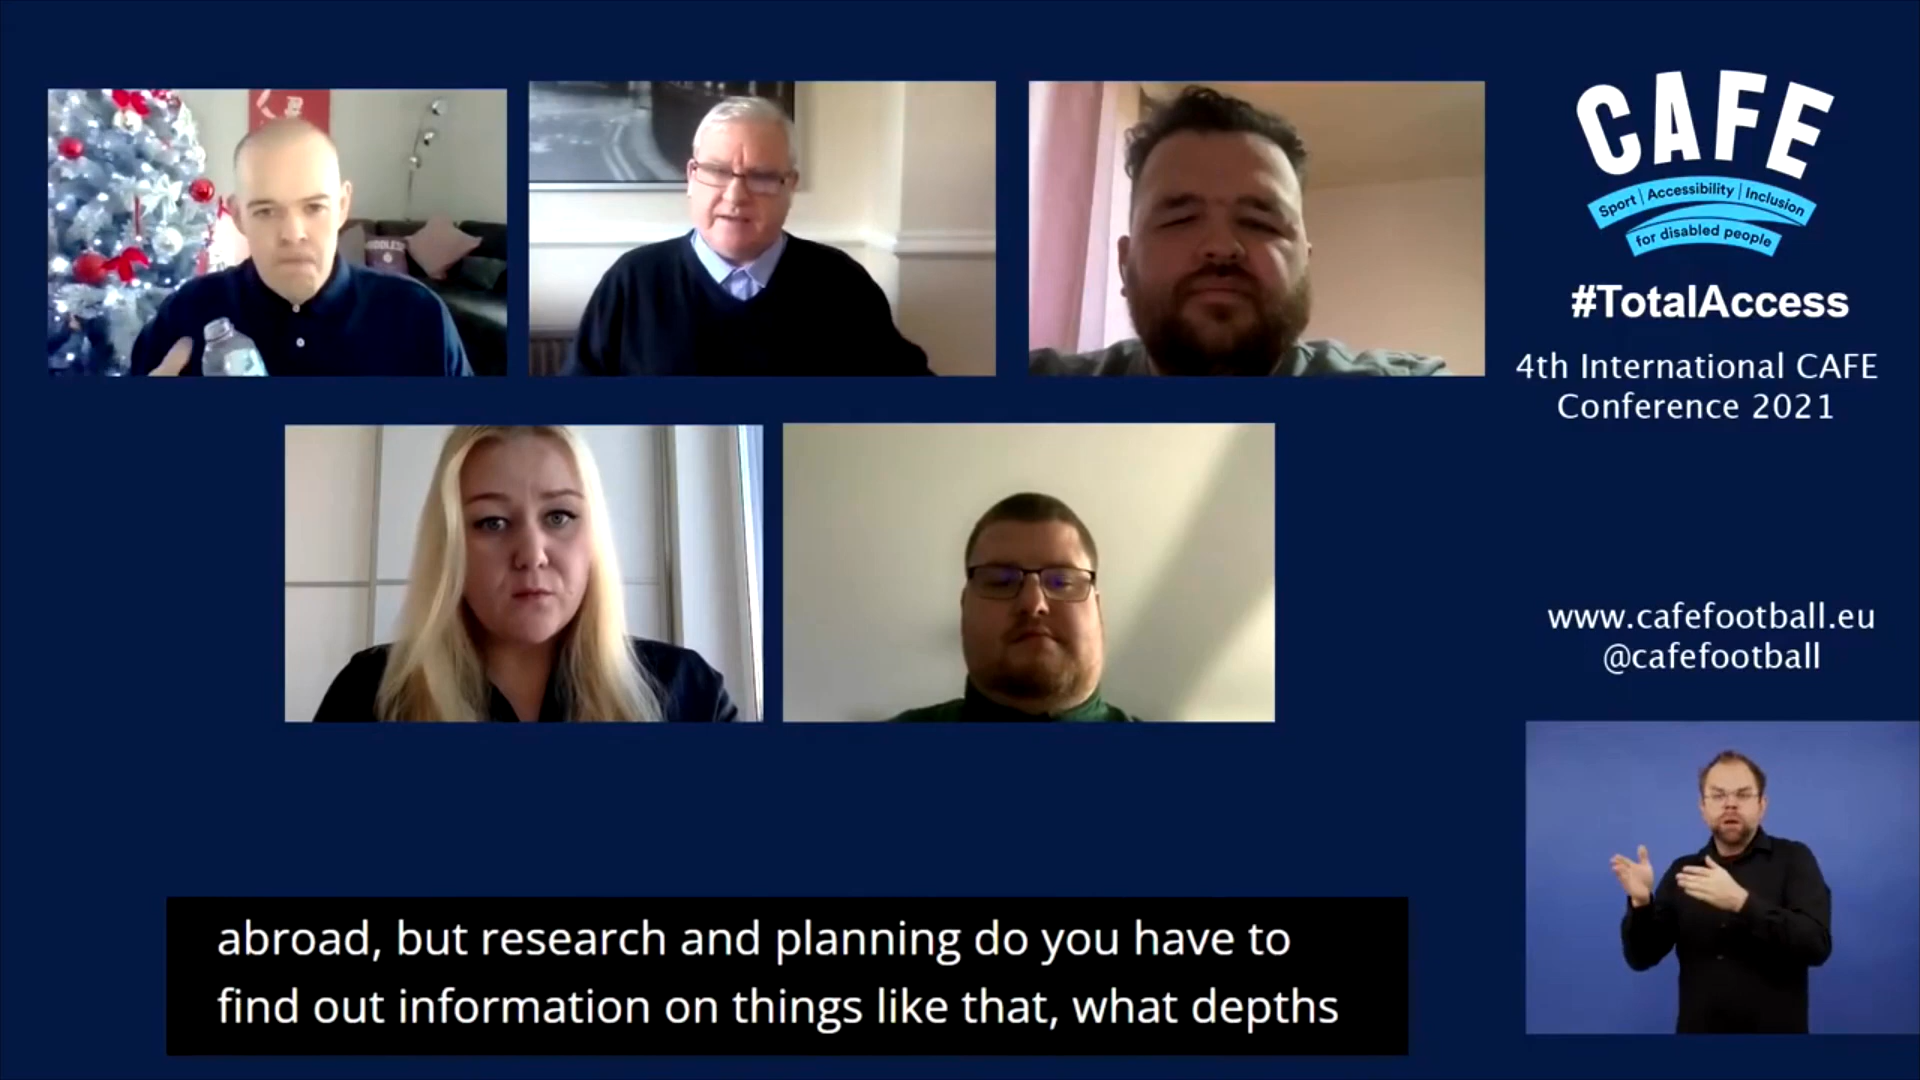 CAFE
Sport | Accessibility | Inclusion
for disabled people
#TotalAccess
4th International CAFE
Conference 2021
www.cafefootball.eu
@cafefootball
abroad, but research and planning do you have to
find out information on things like that, what depths